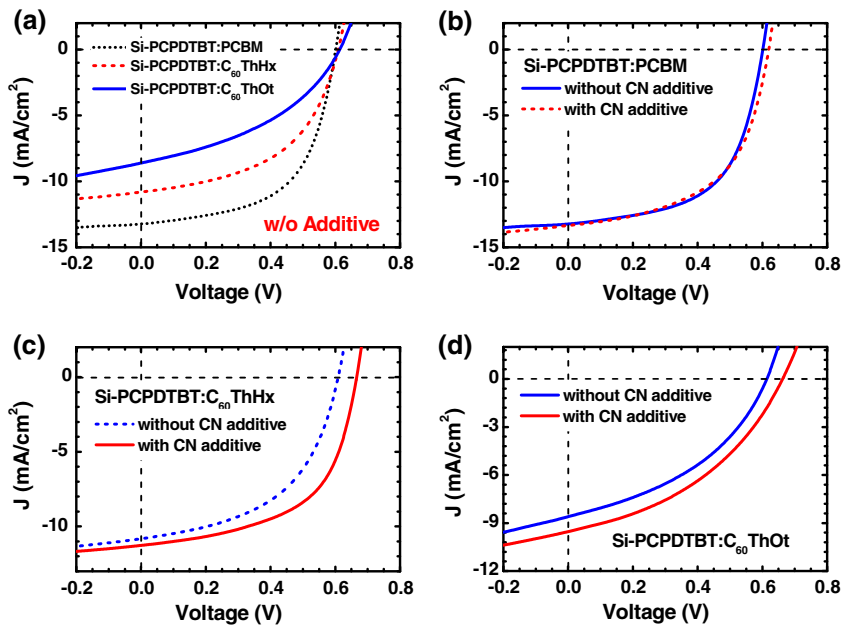 (a)
Si-PCPDTBT:PCBM
Si-PCPDTBT:C₆₀ThHx
Si-PCPDTBT:C₆₀ThOt
w/o Additive
0
-5
-10
-15
-0.2 0.0 0.2 0.4 0.6 0.8
J (mA/cm²)
Voltage (V)
(b)
Si-PCPDTBT:PCBM
without CN additive
with CN additive
0
-5
-10
-15
-0.2 0.0 0.2 0.4 0.6 0.8
J (mA/cm²)
Voltage (V)
(c)
Si-PCPDTBT:C₆₀ThHx
without CN additive
with CN additive
0
-5
-10
-0.2 0.0 0.2 0.4 0.6 0.8
J (mA/cm²)
Voltage (V)
(d)
without CN additive
with CN additive
Si-PCPDTBT:C₆₀ThOt
0
-3
-6
-9
-12
-0.2 0.0 0.2 0.4 0.6 0.8
J (mA/cm²)
Voltage (V)